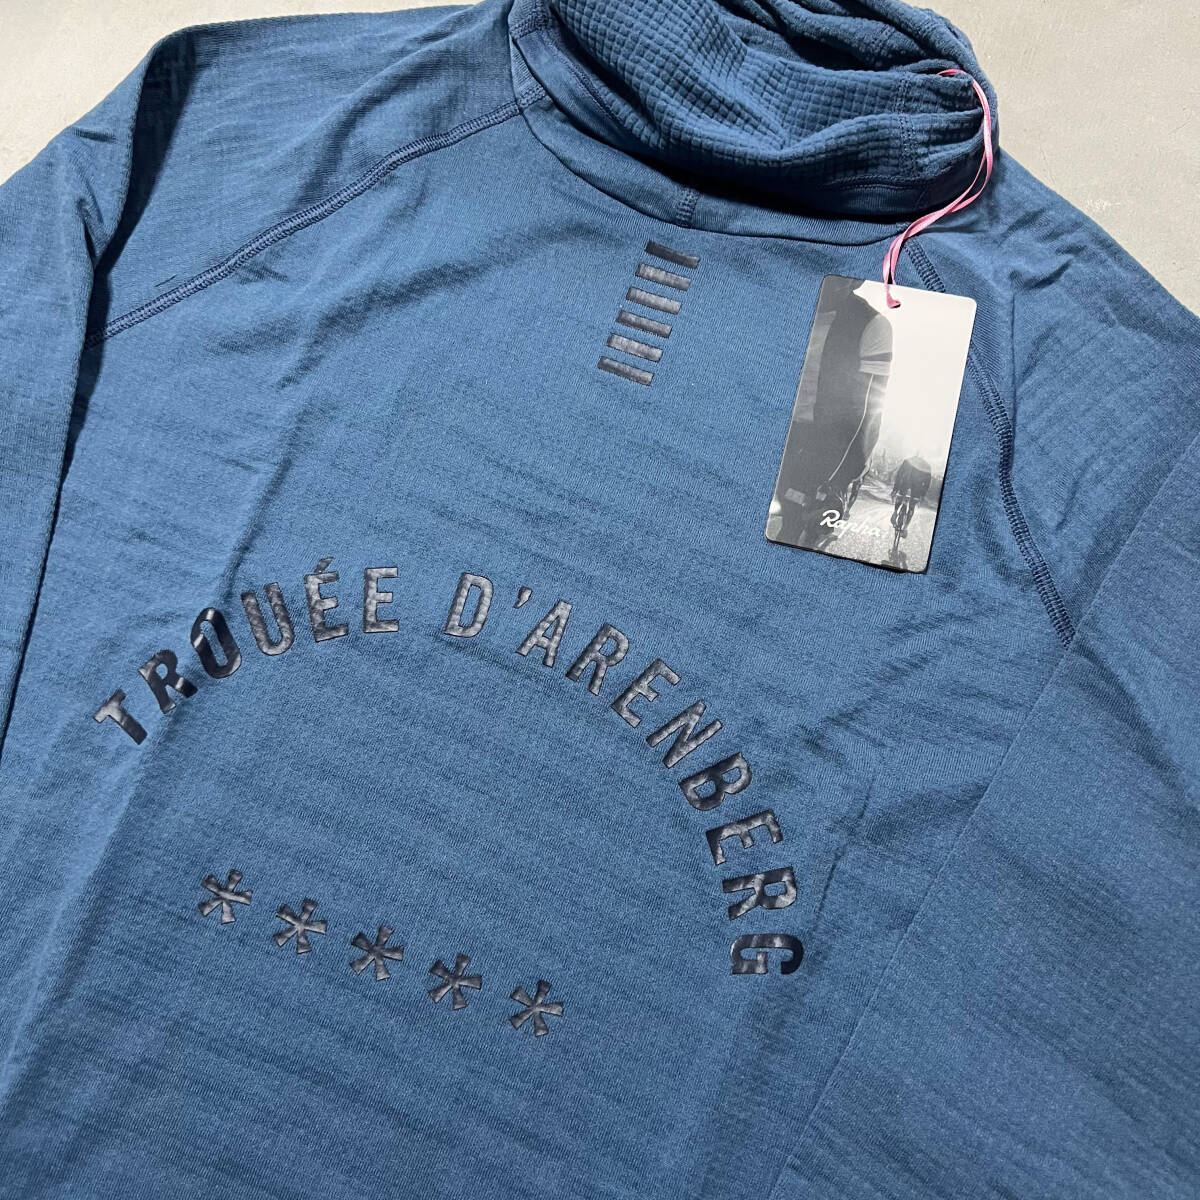 Rapha
TROUÉE D'ARENBERG
*****